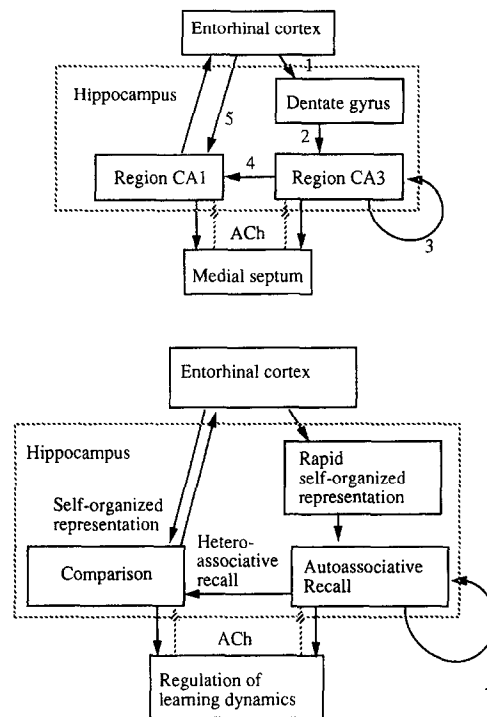 Entorhinal cortex
1
Hippocampus
Dentate gyrus
5
2
4
Region CA1
Region CA3
3
ACh
Medial septum
Entorhinal cortex
Hippocampus
Rapid
self-organized
representation
Self-organized
representation
Hetero-
associative
recall
Comparison
Autoassociative
Recall
ACh
Regulation of
learning dynamics